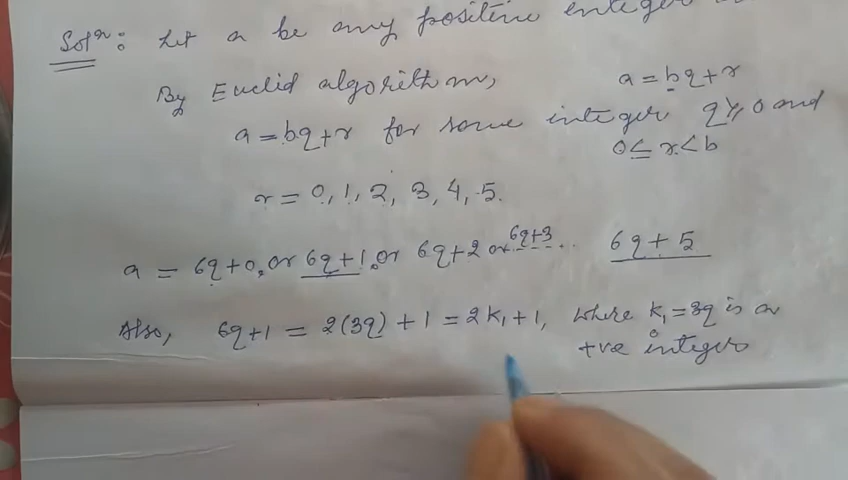 Solⁿ: Let a be any positive integer
By Euclid algorithm, a = bq + r
a = bq + r for some integer q ≥ 0 and
0 ≤ r < b
r = 0, 1, 2, 3, 4, 5.
a = 6q + 0, or 6q + 1, or 6q + 2 or 6q + 3 ... 6q + 5
Also, 6q + 1 = 2(3q) + 1 = 2k₁ + 1, where k₁ = 3q is a
+ve integer